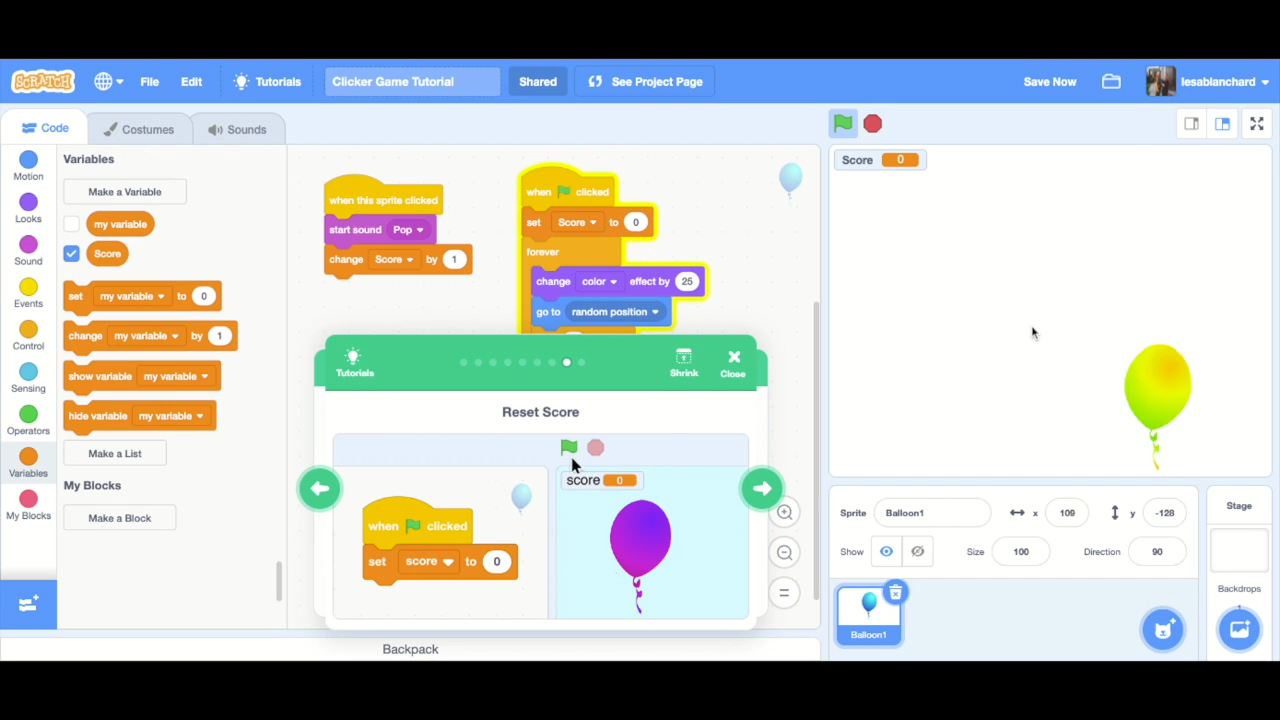 SCRATCH
File
Edit
Tutorials
Clicker Game Tutorial
Shared
See Project Page
Save Now
lesablanchard
Code
Costumes
Sounds
Motion
Looks
Sound
Events
Control
Sensing
Operators
Variables
My Blocks
Variables
Make a Variable
my variable
Score
set my variable to 0
change my variable by 1
show variable my variable
hide variable my variable
Make a List
My Blocks
Make a Block
when this sprite clicked
start sound Pop
change Score by 1
when clicked
set Score to 0
forever
change color effect by 25
go to random position
Tutorials
Shrink
Close
Reset Score
when clicked
set score to 0
score 0
Backpack
Score 0
Sprite Balloon1 x 109 y -128
Show Size 100 Direction 90
Balloon1
Stage
Backdrops
1